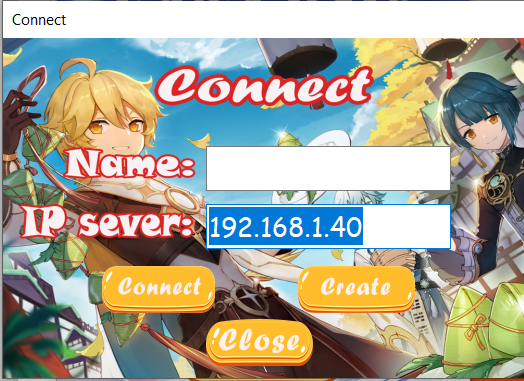 Connect
Connect
Name:
IP sever: 192.168.1.40
Connect Create
Close